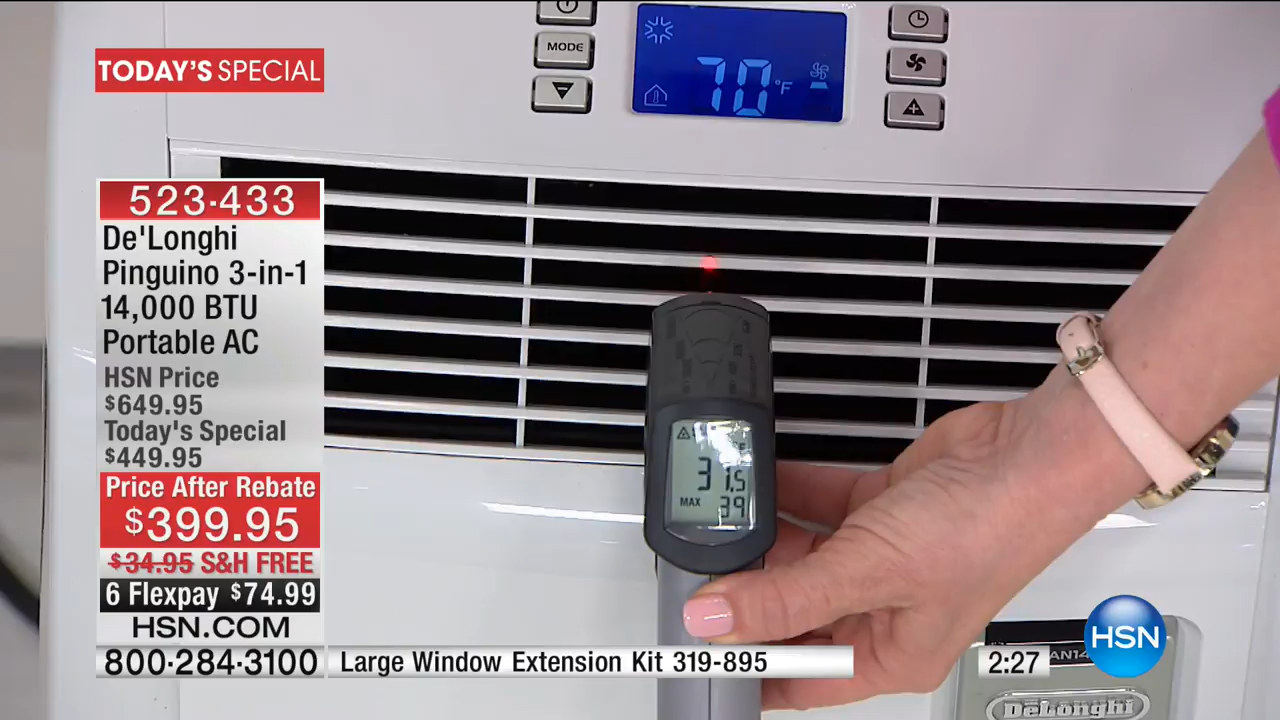 TODAY'S SPECIAL
MODE
70°F
523-433
De'Longhi
Pinguino 3-in-1
14,000 BTU
Portable AC
HSN Price
$649.95
Today's Special
$449.95
Price After Rebate
$399.95
$34.95 S&H FREE
6 Flexpay $74.99
HSN.COM
800-284-3100
Large Window Extension Kit 319-895
31.5
MAX 39
2:27
HSN
DeLonghi